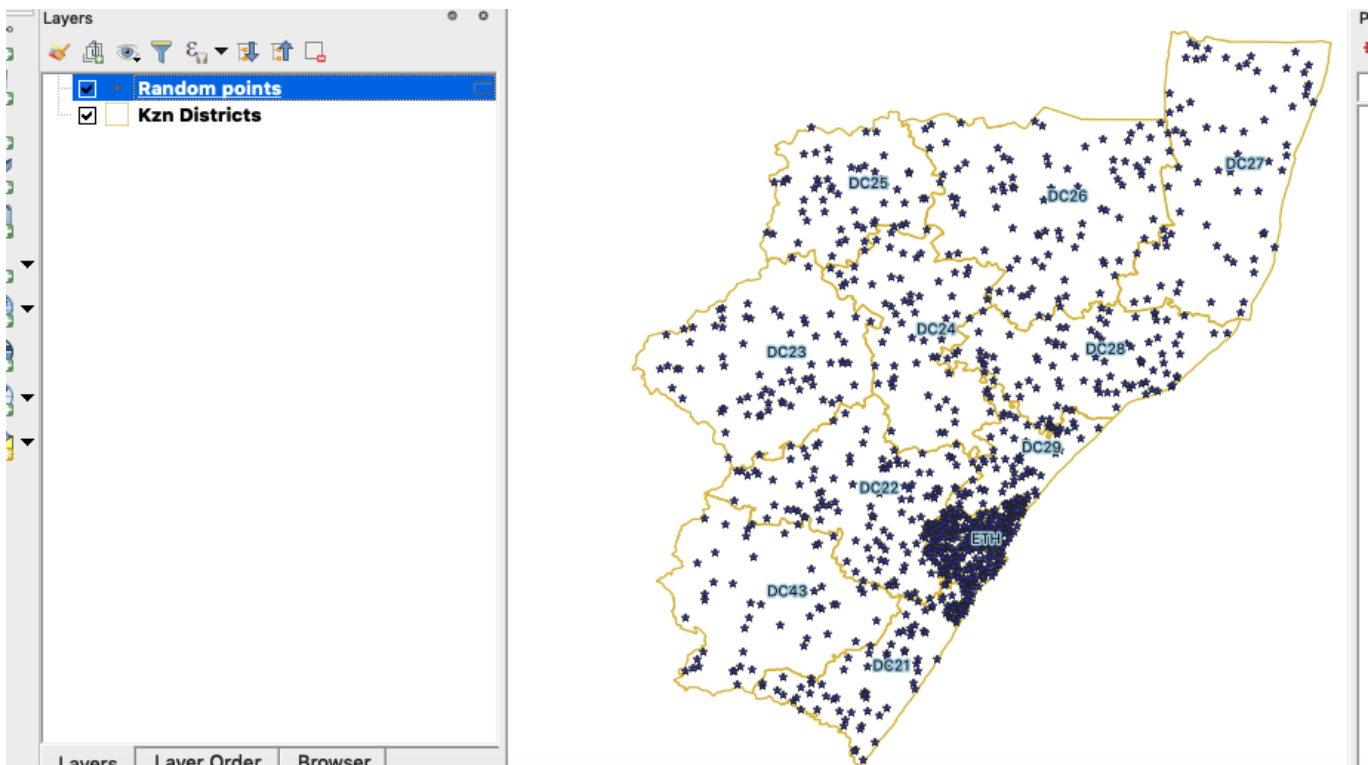 Layers
P
Random points
Kzn Districts
DC27
DC25
DC26
DC24
DC28
DC23
DC29
DC22
ETH
DC43
DC21
Layers Layer Order Browser